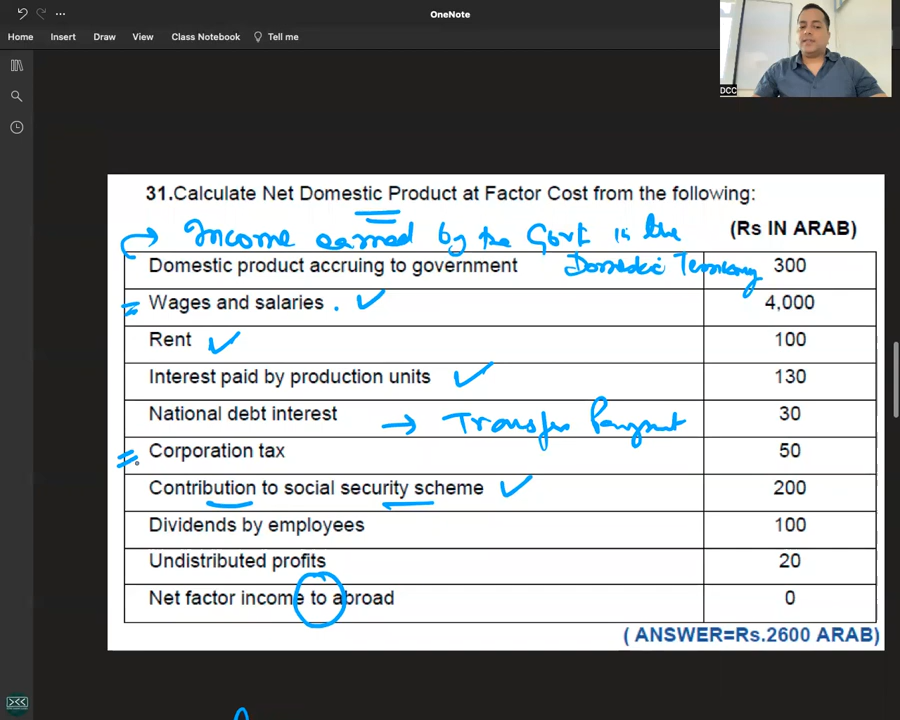 OneNote
Home Insert Draw View Class Notebook Tell me
DCC
31.Calculate Net Domestic Product at Factor Cost from the following:
(Rs IN ARAB)
Income earned by the Govt in the
Domestic Territory
Domestic product accruing to government 300
Wages and salaries 4,000
Rent 100
Interest paid by production units 130
National debt interest → Transfer Payment 30
Corporation tax 50
Contribution to social security scheme 200
Dividends by employees 100
Undistributed profits 20
Net factor income to abroad 0
( ANSWER=Rs.2600 ARAB)